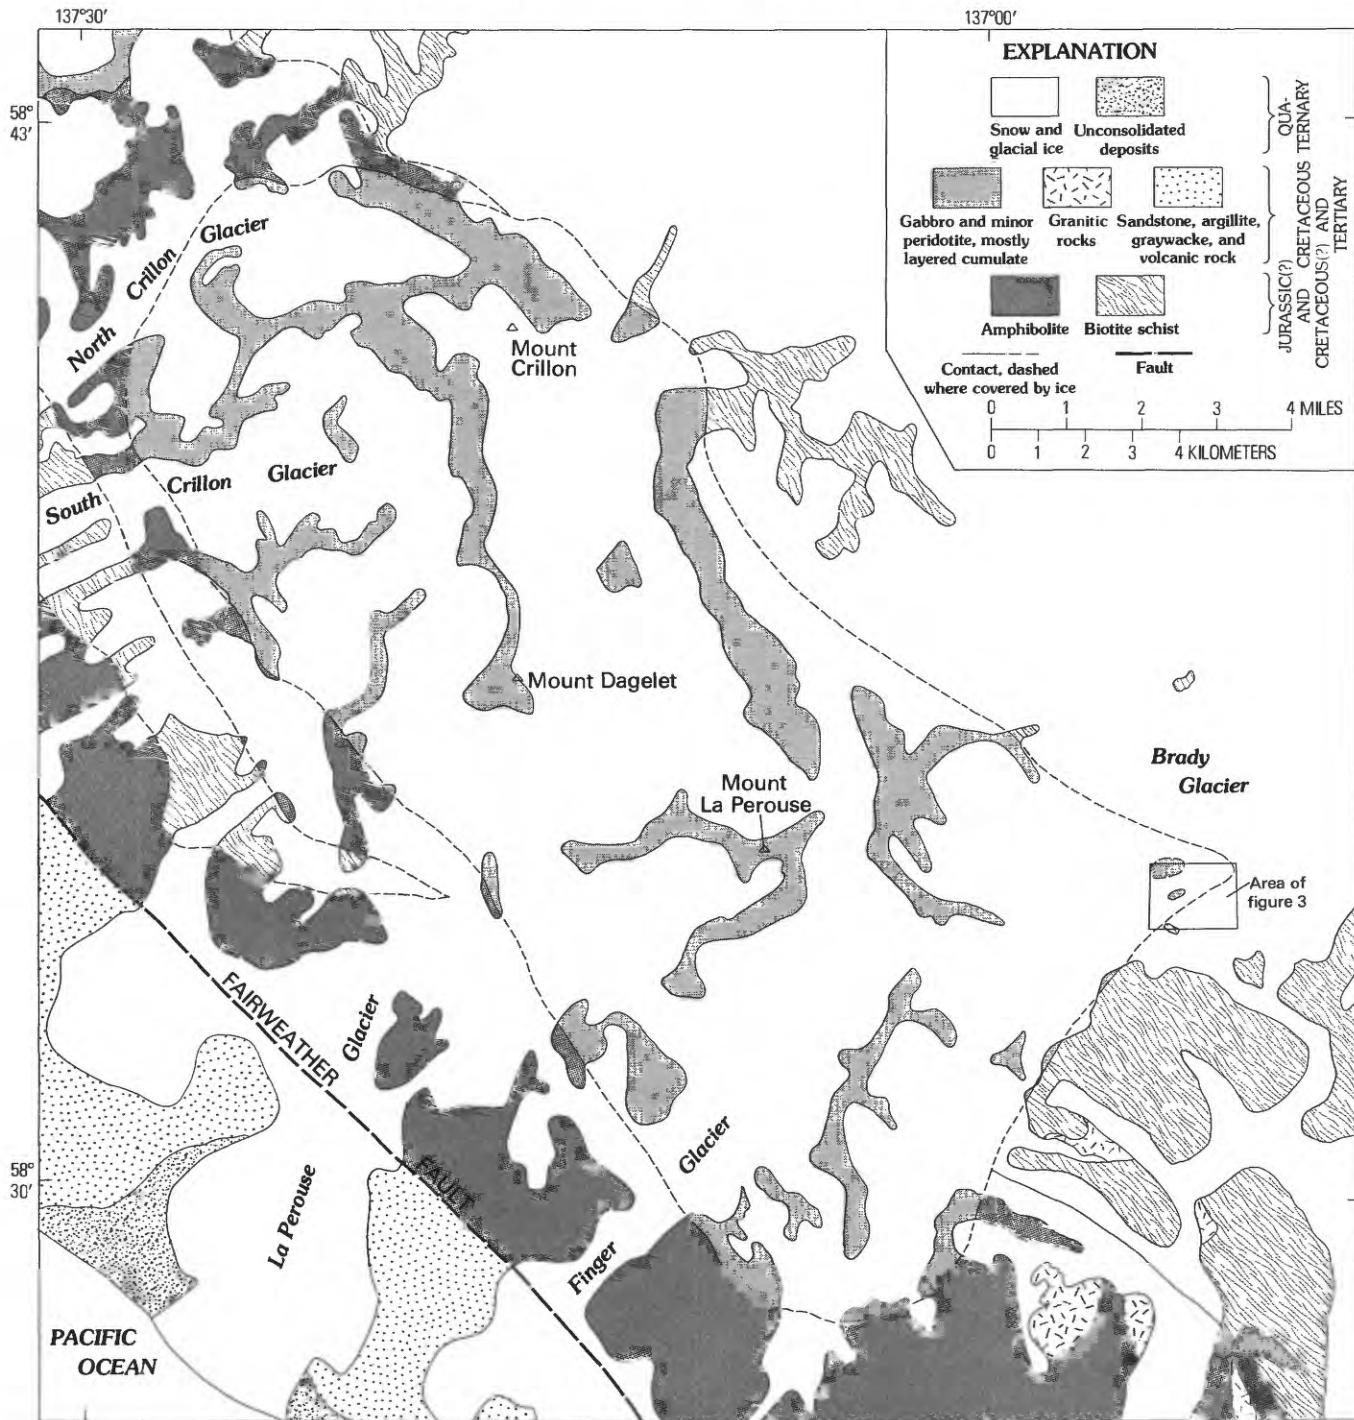 137°30′
137°00′
58°
43′
EXPLANATION
Snow and
glacial ice
Unconsolidated
deposits
QUA-
TERNARY
Gabbro and minor
peridotite, mostly
layered cumulate
Granitic
rocks
Sandstone, argillite,
graywacke, and
volcanic rock
CRETACEOUS
AND
TERTIARY
Amphibolite
Biotite schist
JURASSIC(?)
AND
CRETACEOUS(?)
Contact, dashed
where covered by ice
Fault
0 1 2 3 4 MILES
0 1 2 3 4 KILOMETERS
North Crillon Glacier
Mount
Crillon
South Crillon Glacier
Mount Dagelet
Mount
La Perouse
Brady
Glacier
Area of
figure 3
FAIRWEATHER FAULT
La Perouse Glacier
Finger Glacier
58°
30′
PACIFIC
OCEAN